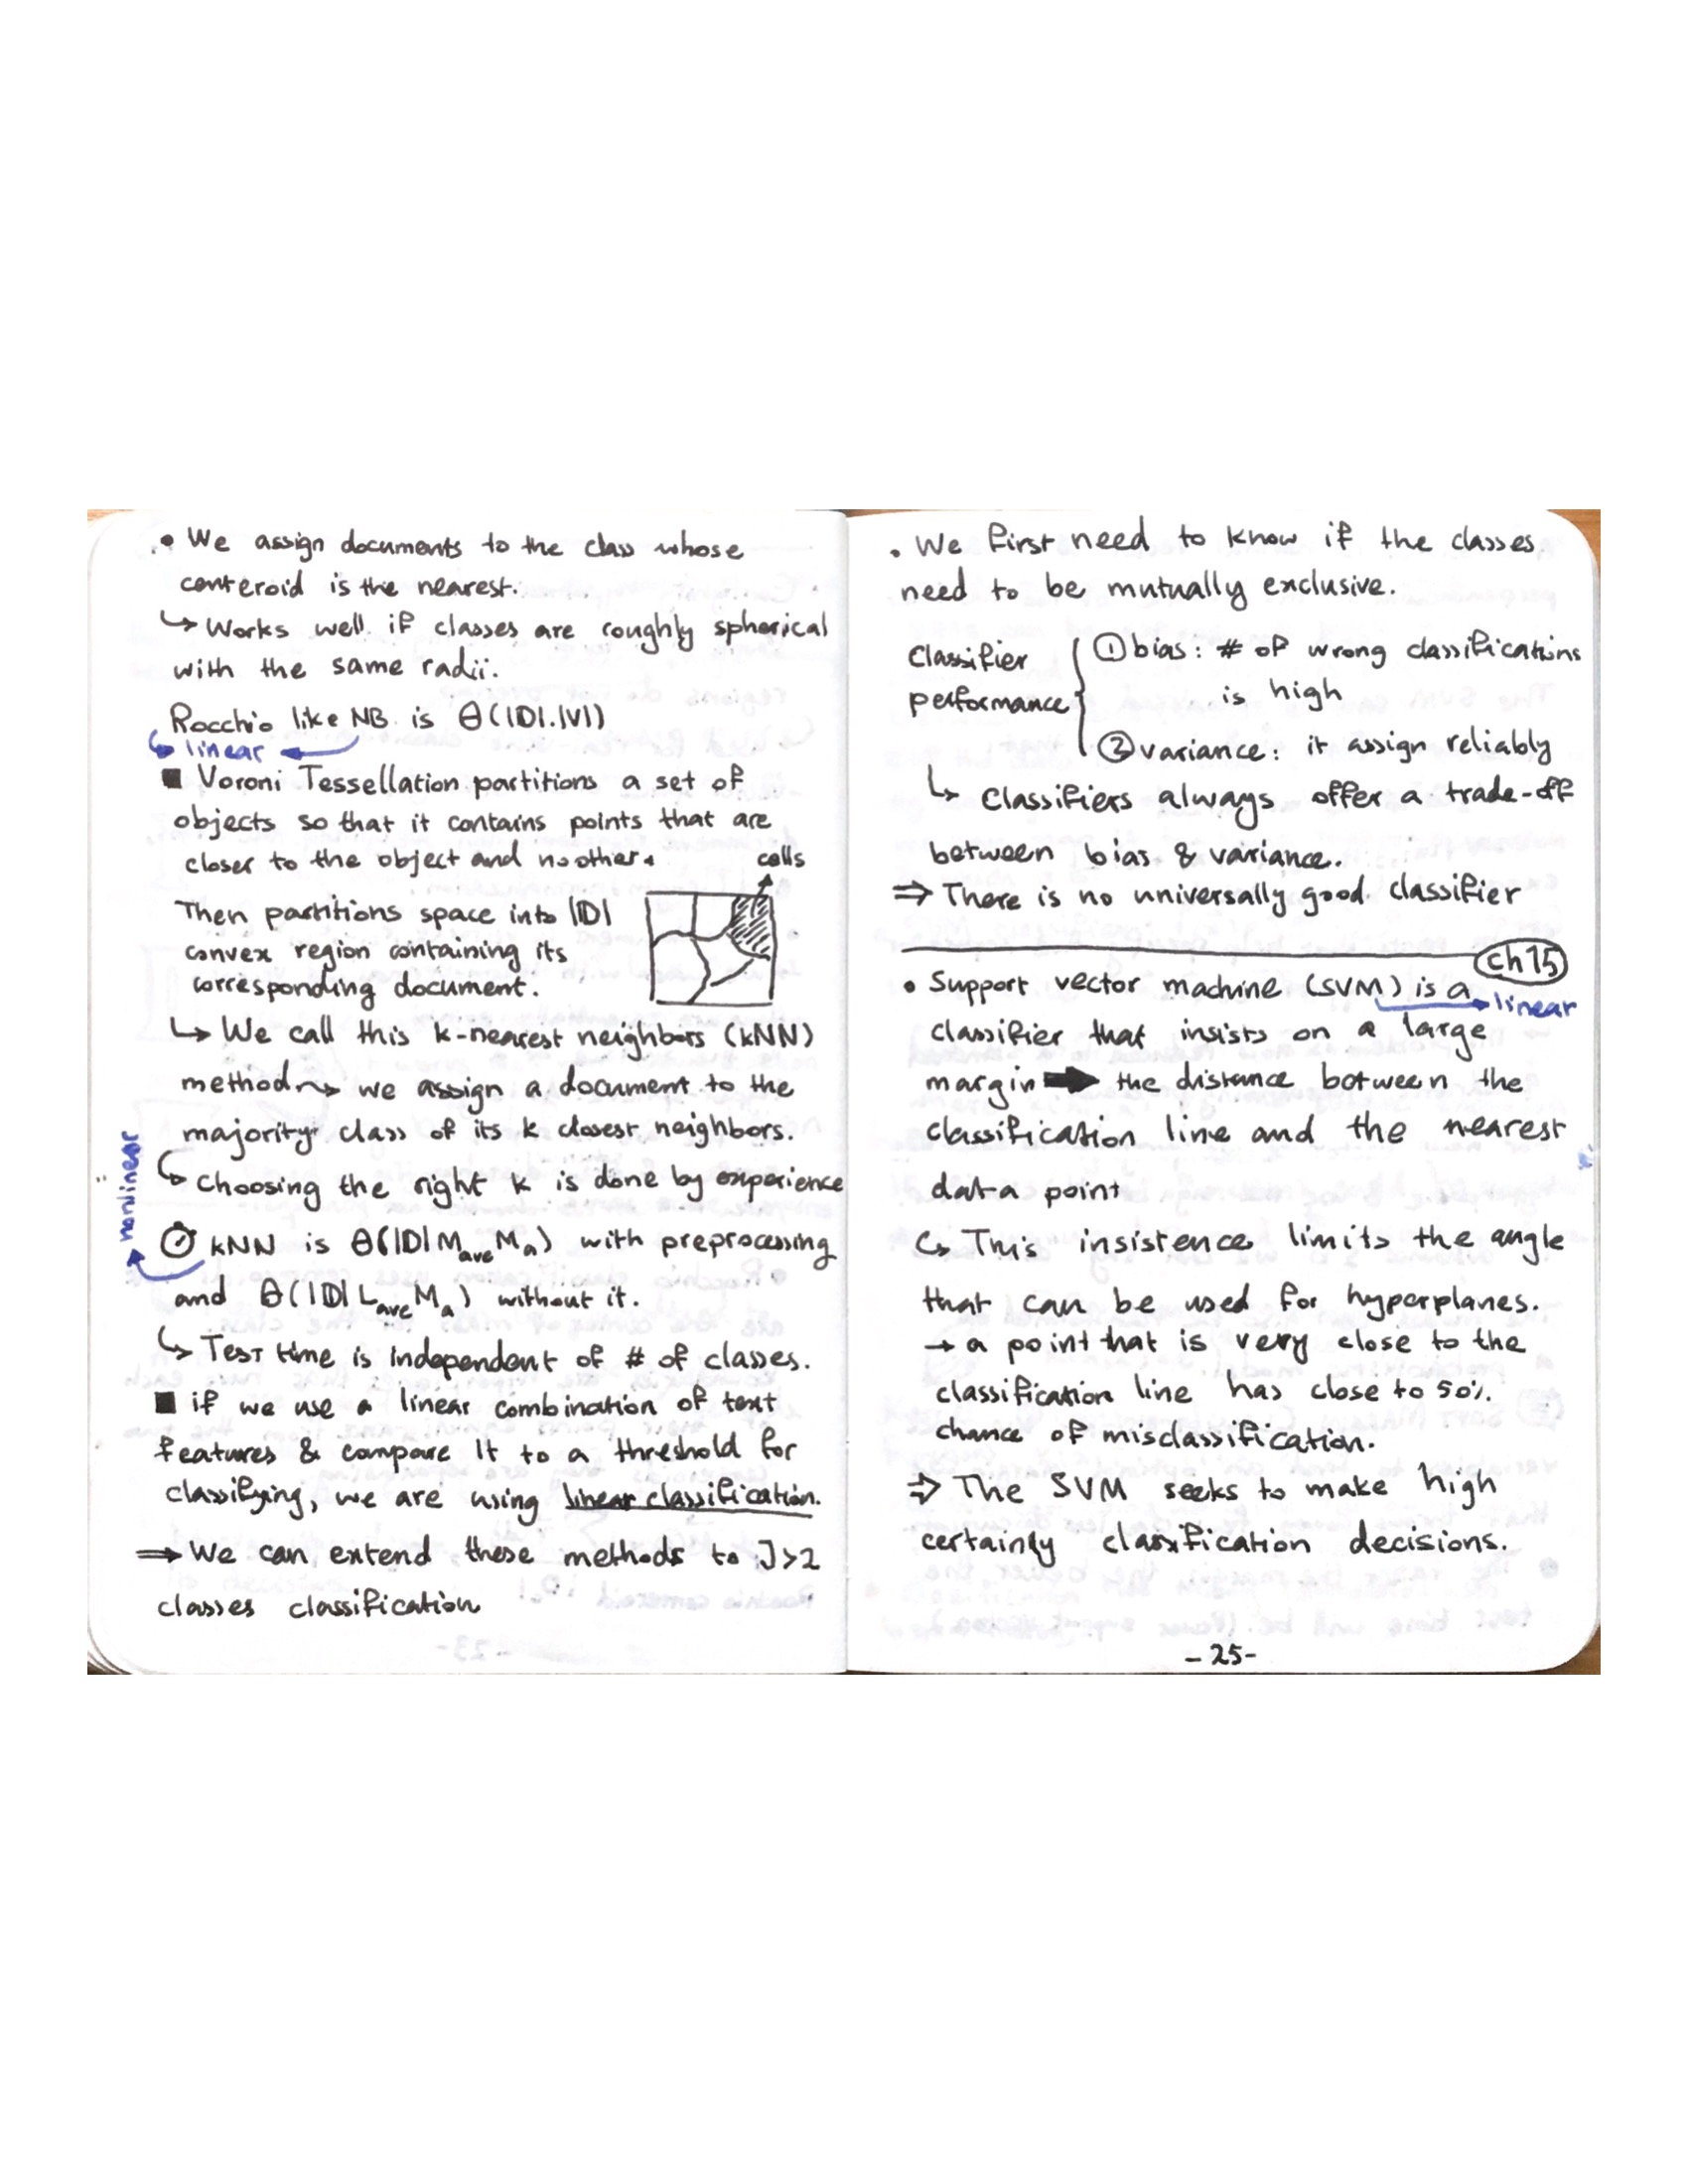 • We assign documents to the class whose
centeroid is the nearest.
↳ Works well if classes are roughly spherical
with the same radii.
Rocchio like NB is Θ(|D|.|V|)
↳ linear ←
■ Voroni Tessellation partitions a set of
objects so that it contains points that are
closer to the object and no other.
cells
Then partitions space into |D|
convex region containing its
corresponding document.
↳ We call this k-nearest neighbors (kNN)
method ⇝ we assign a document to the
majority class of its k closest neighbors.
↳ Choosing the right k is done by experience
nonlinear
kNN is Θ(|D| M_ave M_a) with preprocessing
and Θ(|D| L_ave M_a) without it.
↳ Test time is independent of # of classes.
■ if we use a linear combination of text
features & compare it to a threshold for
classifying, we are using linear classification.
⇒ We can extend these methods to J>2
classes classification
• We first need to know if the classes
need to be mutually exclusive.
Classifier performance { ① bias: # of wrong classifications
is high
② variance: it assign reliably
↳ Classifiers always offer a trade-off
between bias & variance.
⇒ There is no universally good classifier
ch 15
• Support vector machine (SVM) is a → linear
classifier that insists on a large
margin ➡ the distance between the
classification line and the nearest
data point
↳ This insistence limits the angle
that can be used for hyperplanes.
→ a point that is very close to the
classification line has close to 50%
chance of misclassification.
⇒ The SVM seeks to make high
certainly classification decisions.
- 25 -